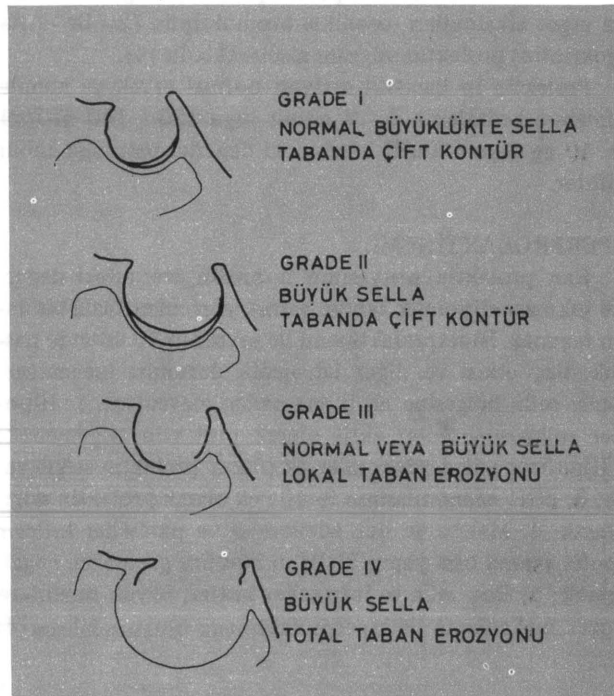 GRADE I
NORMAL BÜYÜKLÜKTE SELLA
TABANDA ÇİFT KONTÜR
GRADE II
BÜYÜK SELLA
TABANDA ÇİFT KONTÜR
GRADE III
NORMAL VEYA BÜYÜK SELLA
LOKAL TABAN EROZYONU
GRADE IV
BÜYÜK SELLA
TOTAL TABAN EROZYONU